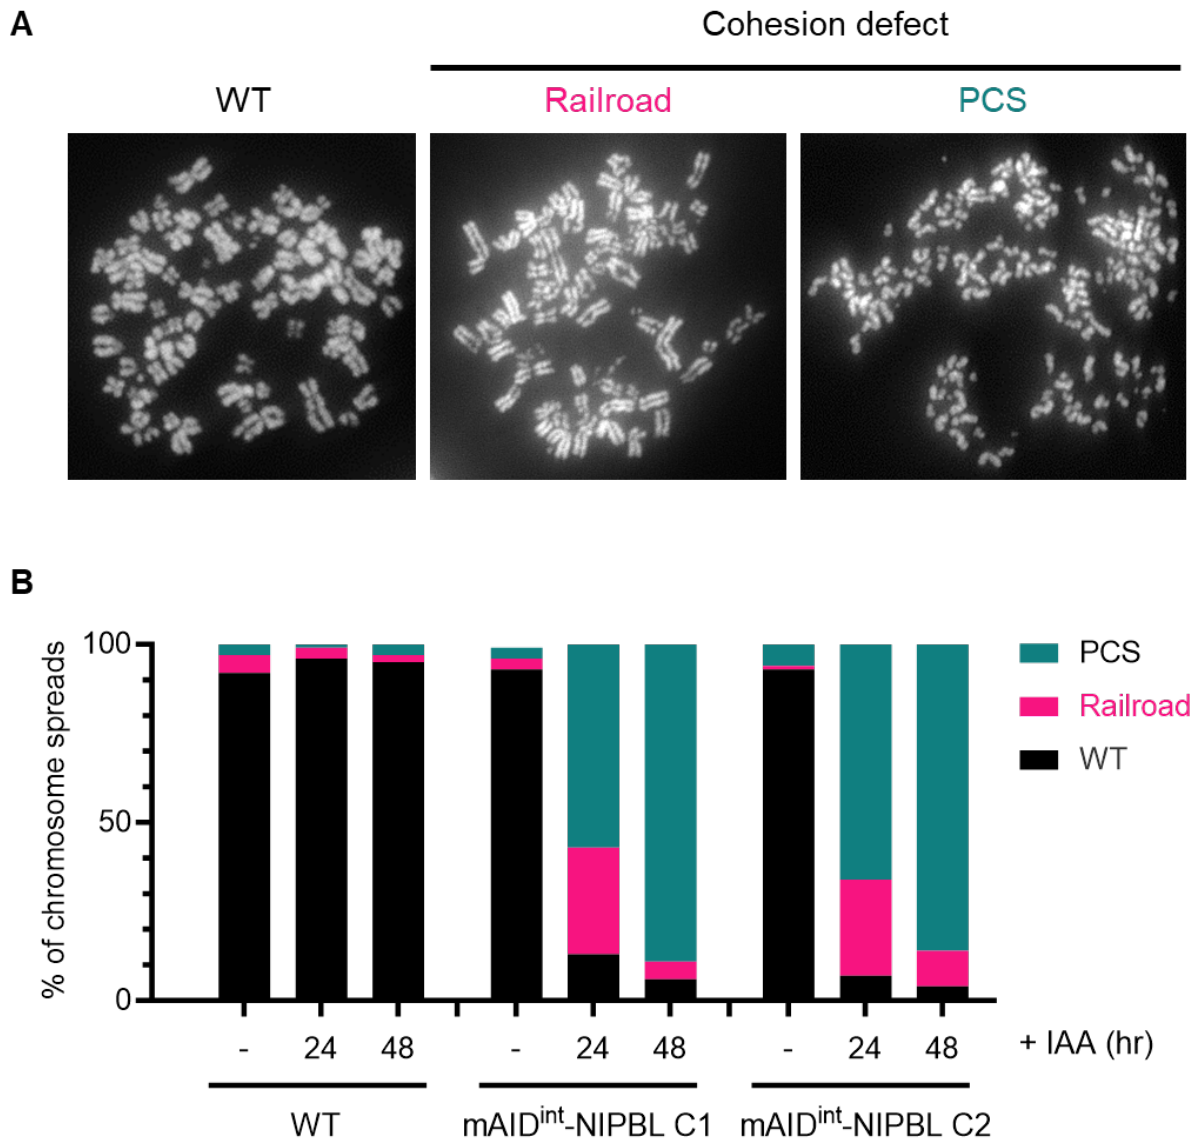 A
Cohesion defect
WT
Railroad
PCS
B
% of chromosome spreads
100
50
0
PCS
Railroad
WT
- 24 48 - 24 48 - 24 48 + IAA (hr)
WT mAIDint-NIPBL C1 mAIDint-NIPBL C2